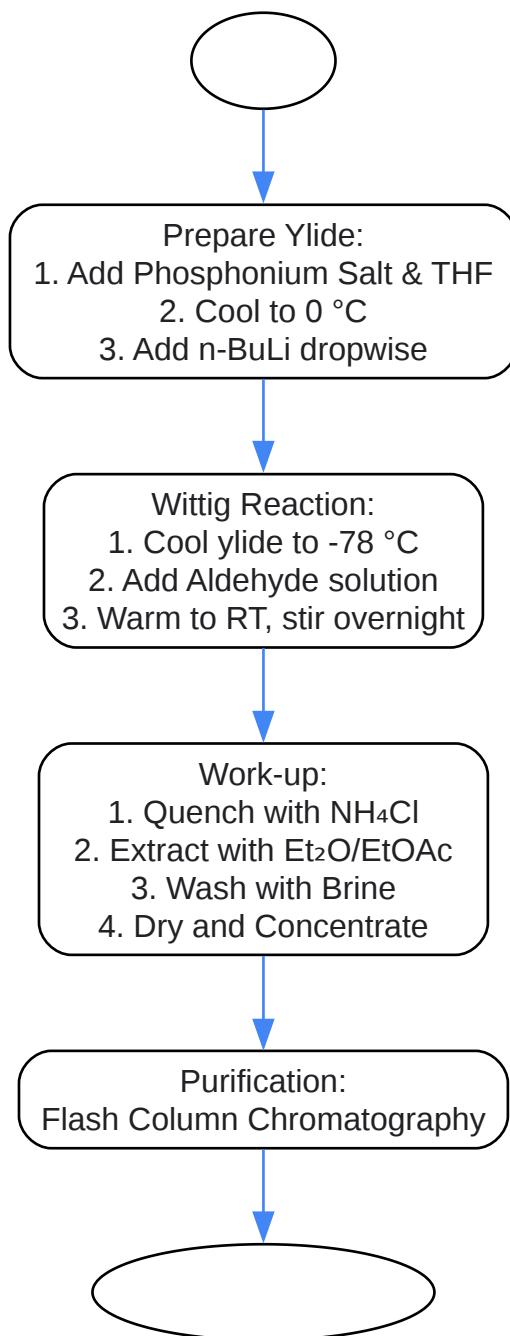 Prepare Ylide:
1. Add Phosphonium Salt & THF
2. Cool to 0 °C
3. Add n-BuLi dropwise
Wittig Reaction:
1. Cool ylide to -78 °C
2. Add Aldehyde solution
3. Warm to RT, stir overnight
Work-up:
1. Quench with NH₄Cl
2. Extract with Et₂O/EtOAc
3. Wash with Brine
4. Dry and Concentrate
Purification:
Flash Column Chromatography